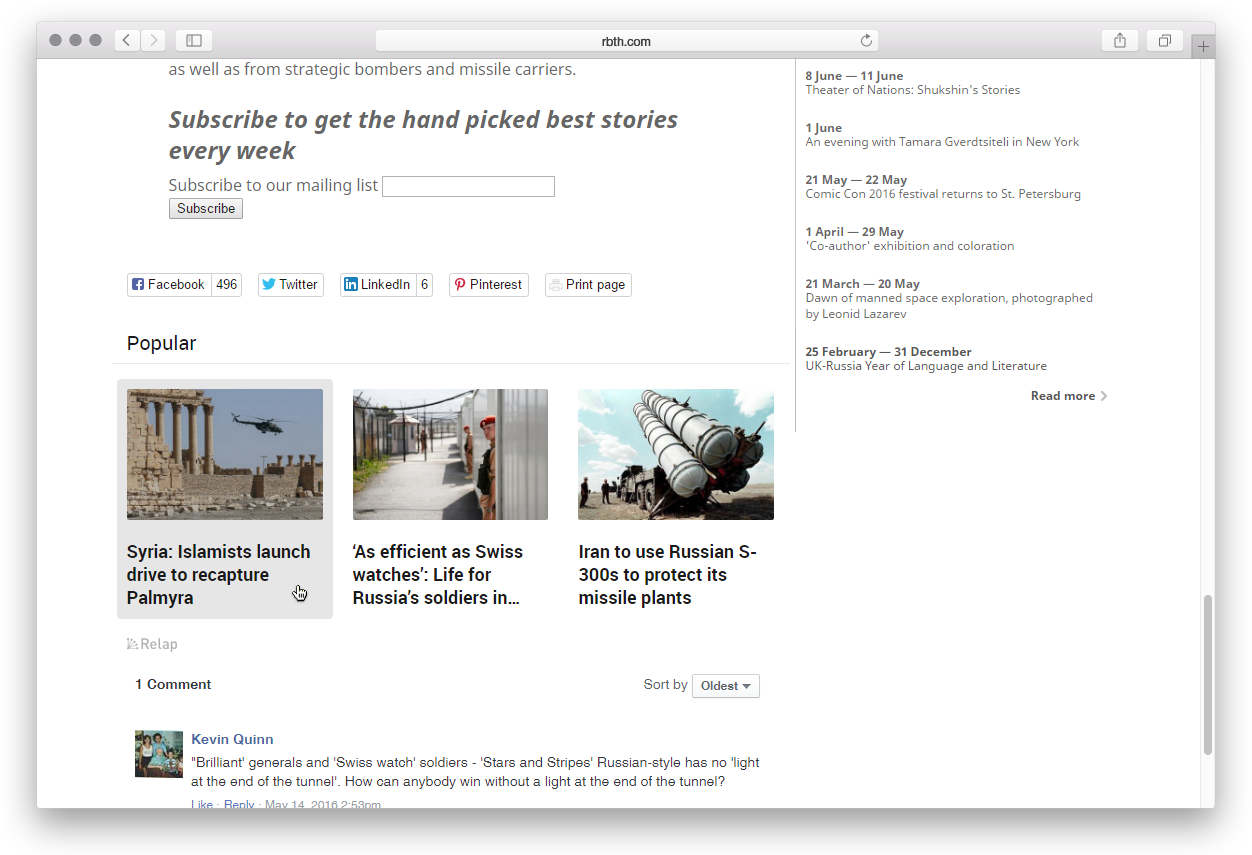 rbth.com
as well as from strategic bombers and missile carriers.
Subscribe to get the hand picked best stories
every week
Subscribe to our mailing list
Subscribe
Facebook 496
Twitter
LinkedIn 6
Pinterest
Print page
Popular
Syria: Islamists launch
drive to recapture
Palmyra
‘As efficient as Swiss
watches’: Life for
Russia’s soldiers in…
Iran to use Russian S-
300s to protect its
missile plants
Relap
1 Comment
Sort by Oldest
Kevin Quinn
"Brilliant' generals and 'Swiss watch' soldiers - 'Stars and Stripes' Russian-style has no 'light
at the end of the tunnel'. How can anybody win without a light at the end of the tunnel?
Like · Reply · May 14, 2016 2:53pm
8 June — 11 June
Theater of Nations: Shukshin's Stories
1 June
An evening with Tamara Gverdtsiteli in New York
21 May — 22 May
Comic Con 2016 festival returns to St. Petersburg
1 April — 29 May
'Co-author' exhibition and coloration
21 March — 20 May
Dawn of manned space exploration, photographed
by Leonid Lazarev
25 February — 31 December
UK-Russia Year of Language and Literature
Read more